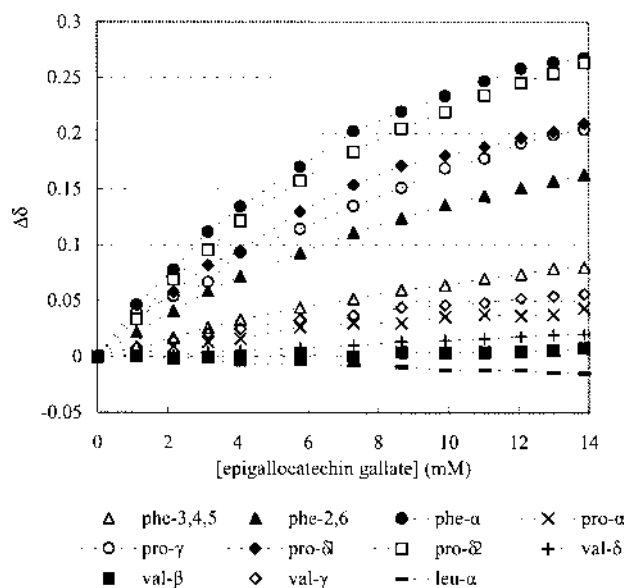 0.3
0.25
0.2
0.15
0.1
0.05
0
-0.05
Δδ
0 2 4 6 8 10 12 14
[epigallocatechin gallate] (mM)
phe-3,4,5 phe-2,6 phe-α pro-α
pro-γ pro-δ1 pro-δ2 val-δ
val-β val-γ leu-α